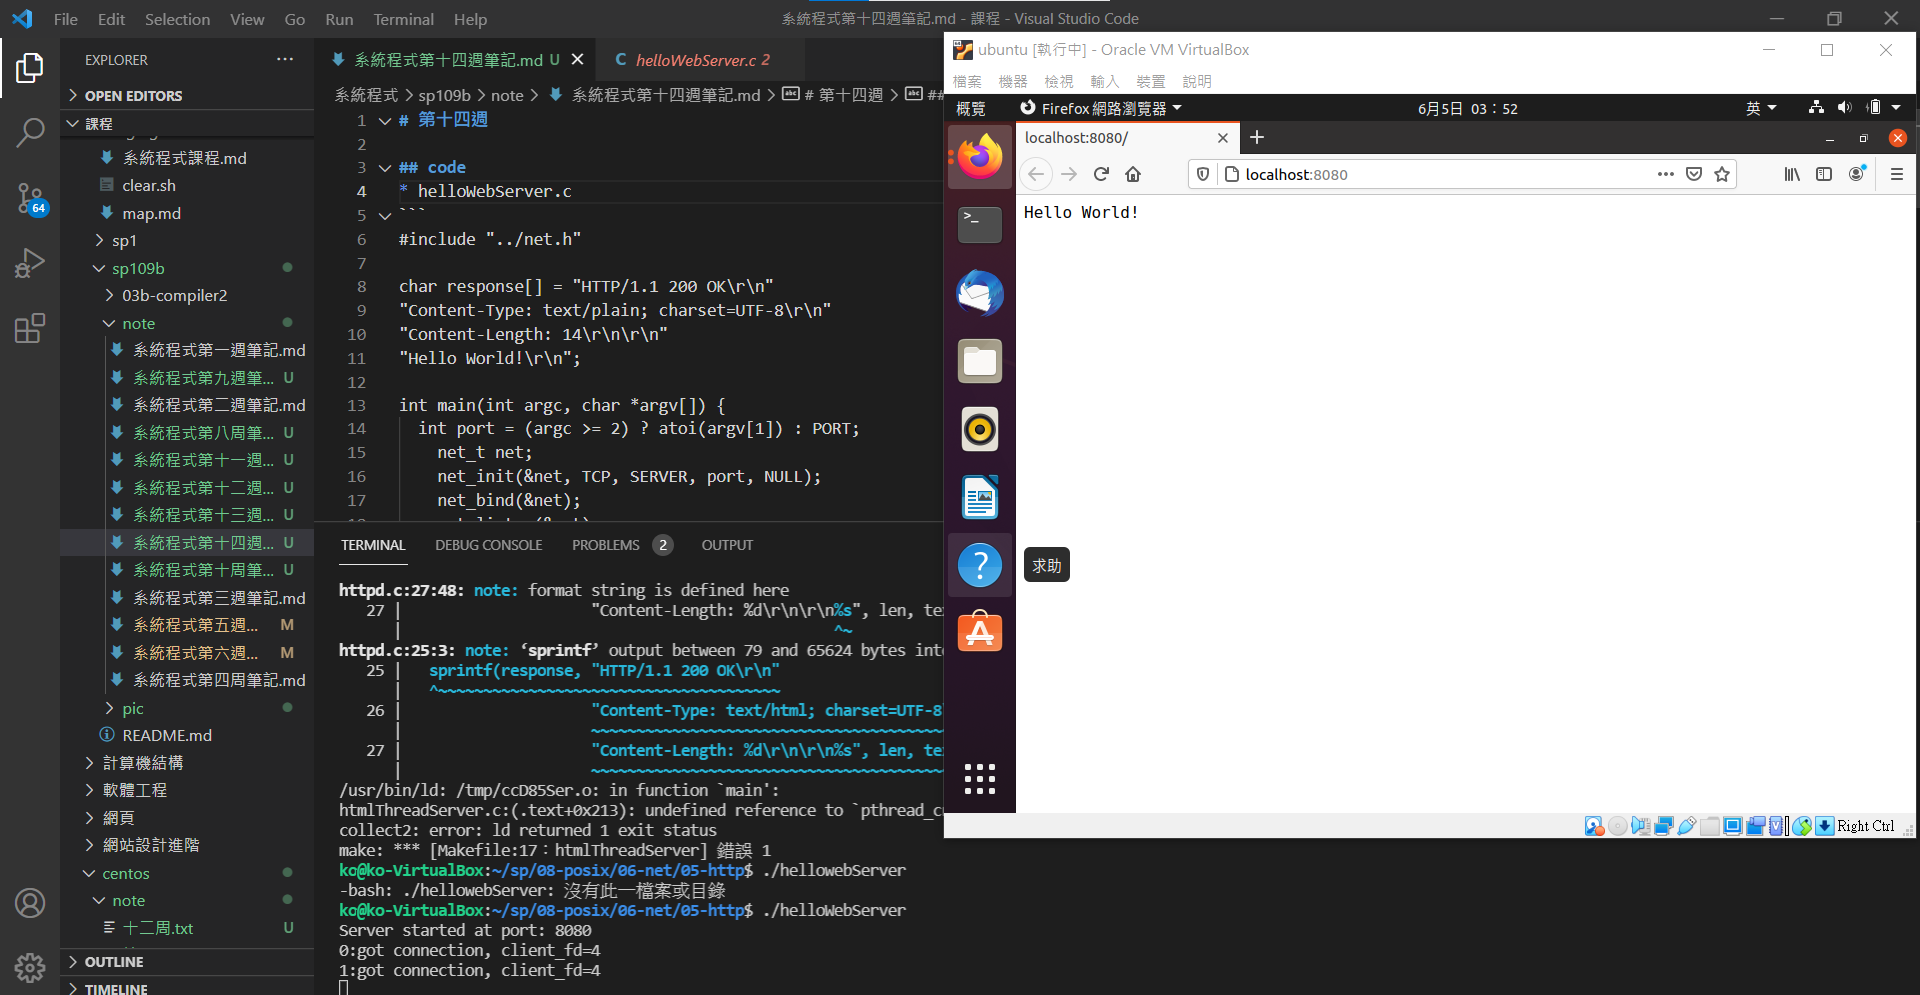 File Edit Selection View Go Run Terminal Help
系統程式第十四週筆記.md - 課程 - Visual Studio Code
EXPLORER
OPEN EDITORS
課程
系統程式課程.md
clear.sh
map.md
sp1
sp109b
03b-compiler2
note
系統程式第一週筆記.md
系統程式第九週筆... U
系統程式第二週筆記.md
系統程式第八周筆... U
系統程式第十一週... U
系統程式第十二週... U
系統程式第十三週... U
系統程式第十四週... U
系統程式第十周筆... U
系統程式第三週筆記.md
系統程式第五週... M
系統程式第六週... M
系統程式第四周筆記.md
pic
README.md
計算機結構
軟體工程
網頁
網站設計進階
centos
note
十二周.txt U
OUTLINE
TIMELINE
64
系統程式第十四週筆記.md U
C helloWebServer.c 2
系統程式 > sp109b > note > 系統程式第十四週筆記.md > # 第十四週 > ##
1 # 第十四週
2
3 ## code
4 * helloWebServer.c
5 ```
6 #include "../net.h"
7
8 char response[] = "HTTP/1.1 200 OK\r\n"
9 "Content-Type: text/plain; charset=UTF-8\r\n"
10 "Content-Length: 14\r\n\r\n"
11 "Hello World!\r\n";
12
13 int main(int argc, char *argv[]) {
14 int port = (argc >= 2) ? atoi(argv[1]) : PORT;
15 net_t net;
16 net_init(&net, TCP, SERVER, port, NULL);
17 net_bind(&net);
TERMINAL DEBUG CONSOLE PROBLEMS 2 OUTPUT
httpd.c:27:48: note: format string is defined here
27 | "Content-Length: %d\r\n\r\n%s", len, te
| ^~
httpd.c:25:3: note: ‘sprintf’ output between 79 and 65624 bytes int
25 | sprintf(response, "HTTP/1.1 200 OK\r\n"
| ^~~~~~~~~~~~~~~~~~~~~~~~~~~~~~~~~~~~~
26 | "Content-Type: text/html; charset=UTF-8
| ~~~~~~~~~~~~~~~~~~~~~~~~~~~~~~~~~~~~~~~
27 | "Content-Length: %d\r\n\r\n%s", len, te
| ~~~~~~~~~~~~~~~~~~~~~~~~~~~~~~~~~~~~~~~
/usr/bin/ld: /tmp/ccD85Ser.o: in function `main':
htmlThreadServer.c:(.text+0x213): undefined reference to `pthread_c
collect2: error: ld returned 1 exit status
make: *** [Makefile:17：htmlThreadServer] 錯誤 1
ko@ko-VirtualBox:~/sp/08-posix/06-net/05-http$ ./hellowebServer
-bash: ./hellowebServer: 沒有此一檔案或目錄
ko@ko-VirtualBox:~/sp/08-posix/06-net/05-http$ ./helloWebServer
Server started at port: 8080
0:got connection, client_fd=4
1:got connection, client_fd=4
ubuntu [執行中] - Oracle VM VirtualBox
檔案 機器 檢視 輸入 裝置 說明
概覽 Firefox 網路瀏覽器 6月5日 03：52 英
localhost:8080/
localhost:8080
Hello World!
求助
Right Ctrl